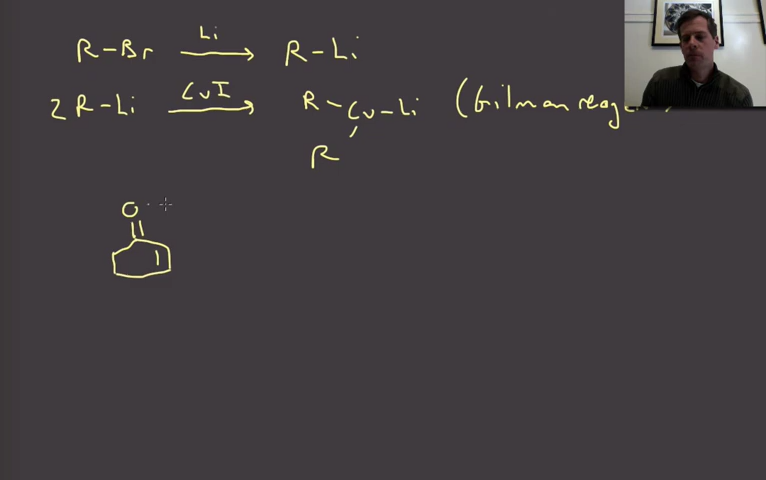 R-Br Li → R-Li
2 R-Li CuI → R-Cu-Li (Gilman
R
O